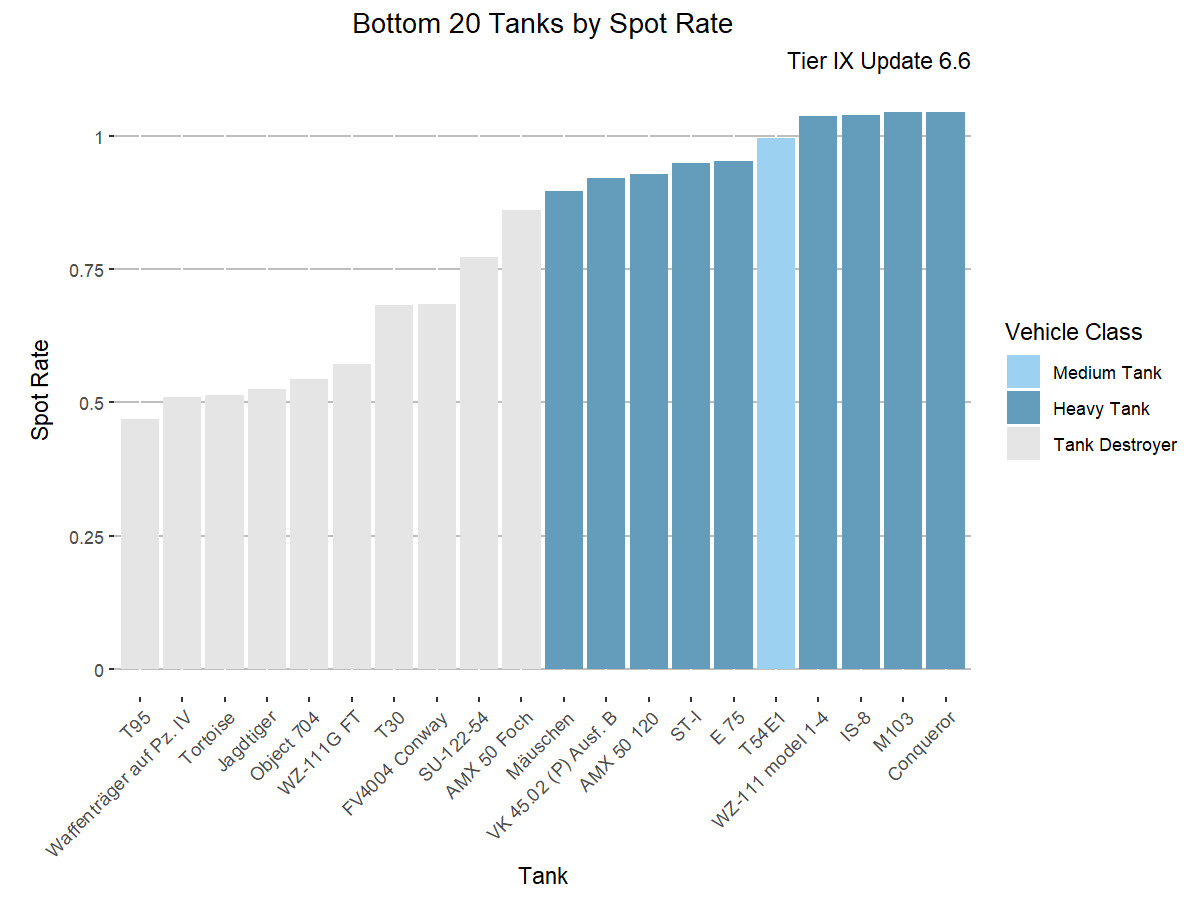 Bottom 20 Tanks by Spot Rate
Tier IX Update 6.6
1
0.75
0.5
0.25
0
Spot Rate
T95
Waffenträger auf Pz. IV
Tortoise
Jagdtiger
Object 704
WZ-111G FT
T30
FV4004 Conway
SU-122-54
AMX 50 Foch
Mäuschen
VK 45.02 (P) Ausf. B
AMX 50 120
ST-I
E 75
T54E1
WZ-111 model 1-4
IS-8
M103
Conqueror
Tank
Vehicle Class
Medium Tank
Heavy Tank
Tank Destroyer